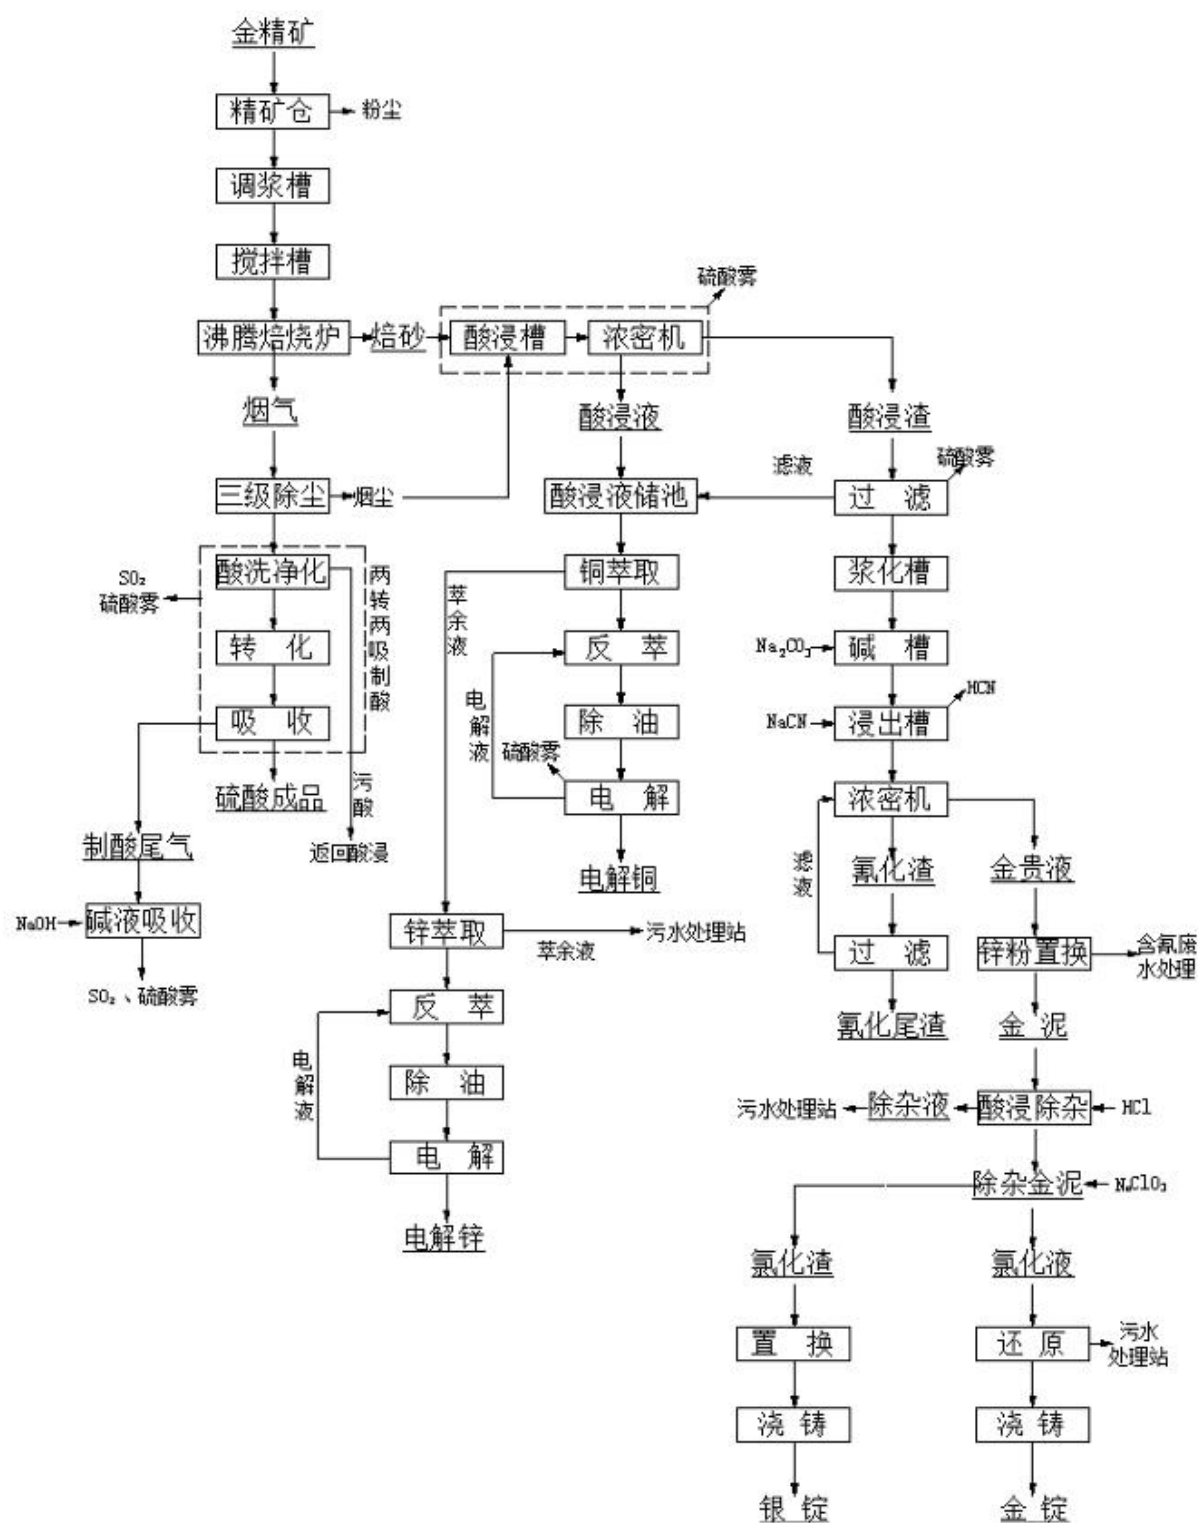 金精矿
精矿仓
粉尘
调浆槽
搅拌槽
硫酸雾
沸腾焙烧炉
焙砂
酸浸槽
浓密机
烟气
酸浸液
酸浸渣
滤液
硫酸雾
三级除尘
烟尘
酸浸液储池
过滤
酸洗净化
两转两吸制酸
SO₂
硫酸雾
萃余液
铜萃取
浆化槽
转化
反萃
Na₂CO₃
碱槽
HCN
吸收
电解液
除油
NaCN
浸出槽
硫酸雾
硫酸成品
污酸
电解
浓密机
制酸尾气
返回酸浸
电解铜
滤液
氰化渣
金贵液
NaOH
碱液吸收
锌萃取
萃余液
污水处理站
过滤
锌粉置换
含氰废
水处理
SO₂、硫酸雾
反萃
氰化尾渣
金泥
电解液
除油
污水处理站
除杂液
酸浸除杂
HCl
电解
除杂金泥
NaClO₃
电解锌
氯化渣
氯化液
置换
还原
污水
处理站
浇铸
浇铸
银锭
金锭